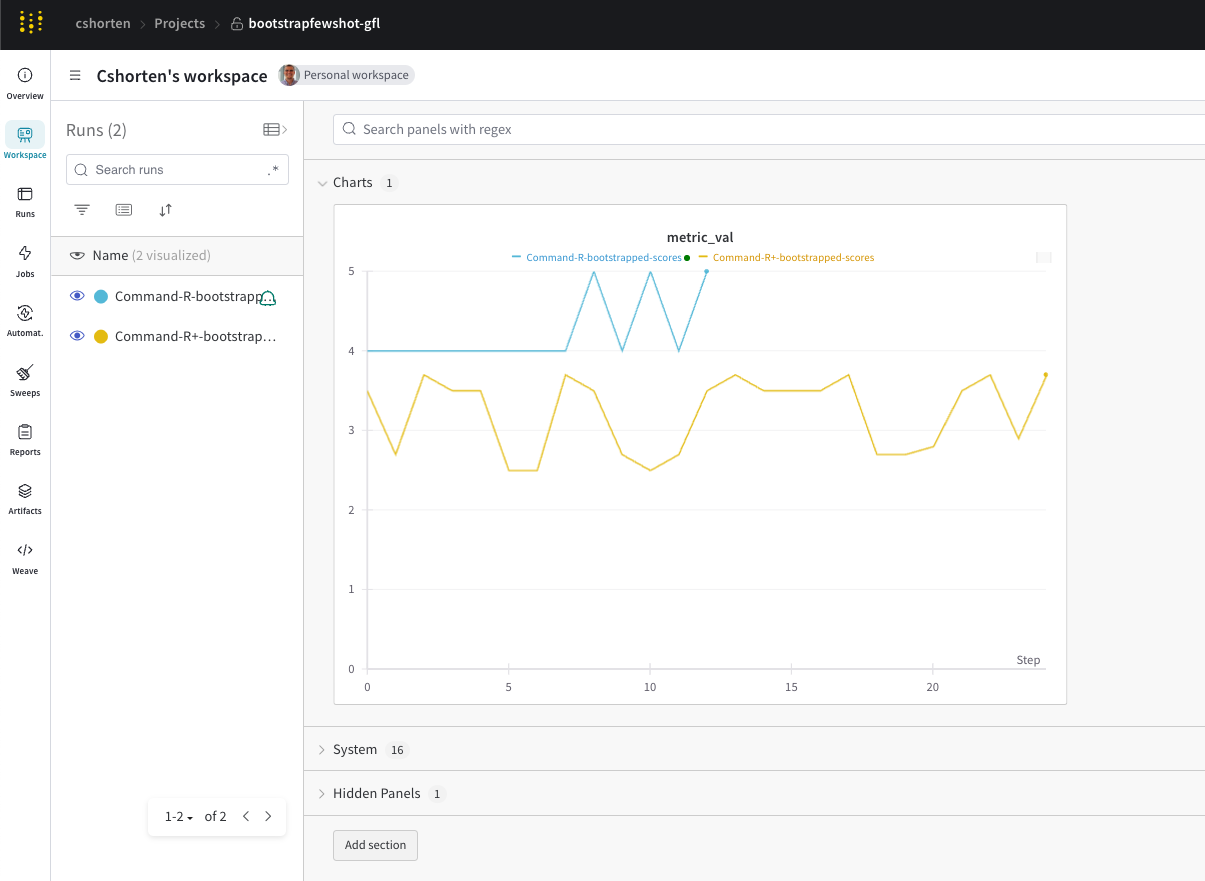 cshorten > Projects > bootstrapfewshot-gfl
Overview
Workspace
Runs
Jobs
Automat.
Sweeps
Reports
Artifacts
Weave
Cshorten's workspace
Personal workspace
Runs (2)
Search runs
.*
Name (2 visualized)
Command-R-bootstrapp...
Command-R+-bootstrap...
1-2 of 2
Search panels with regex
Charts 1
metric_val
Command-R-bootstrapped-scores Command-R+-bootstrapped-scores
5
4
3
2
1
0
Step
0 5 10 15 20
System 16
Hidden Panels 1
Add section